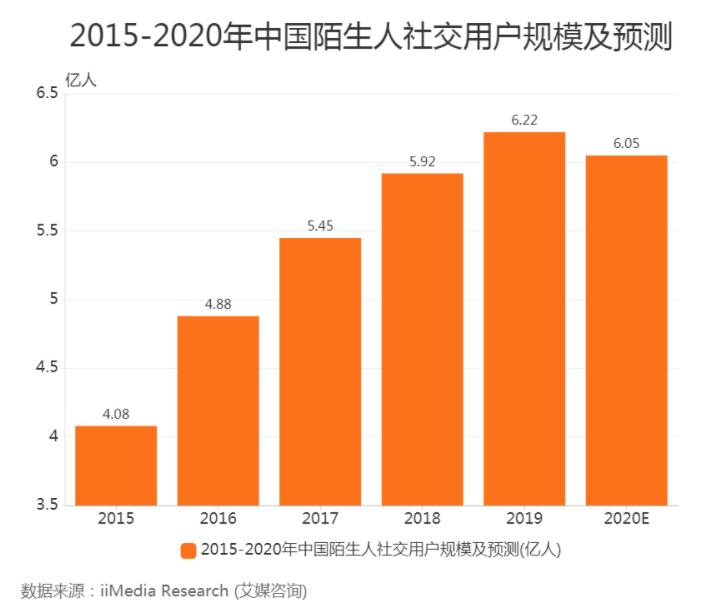 2015-2020年中国陌生人社交用户规模及预测
亿人
6.5
6
5.5
5
4.5
4
3.5
4.08
4.88
5.45
5.92
6.22
6.05
2015 2016 2017 2018 2019 2020E
2015-2020年中国陌生人社交用户规模及预测(亿人)
数据来源：iiMedia Research (艾媒咨询)